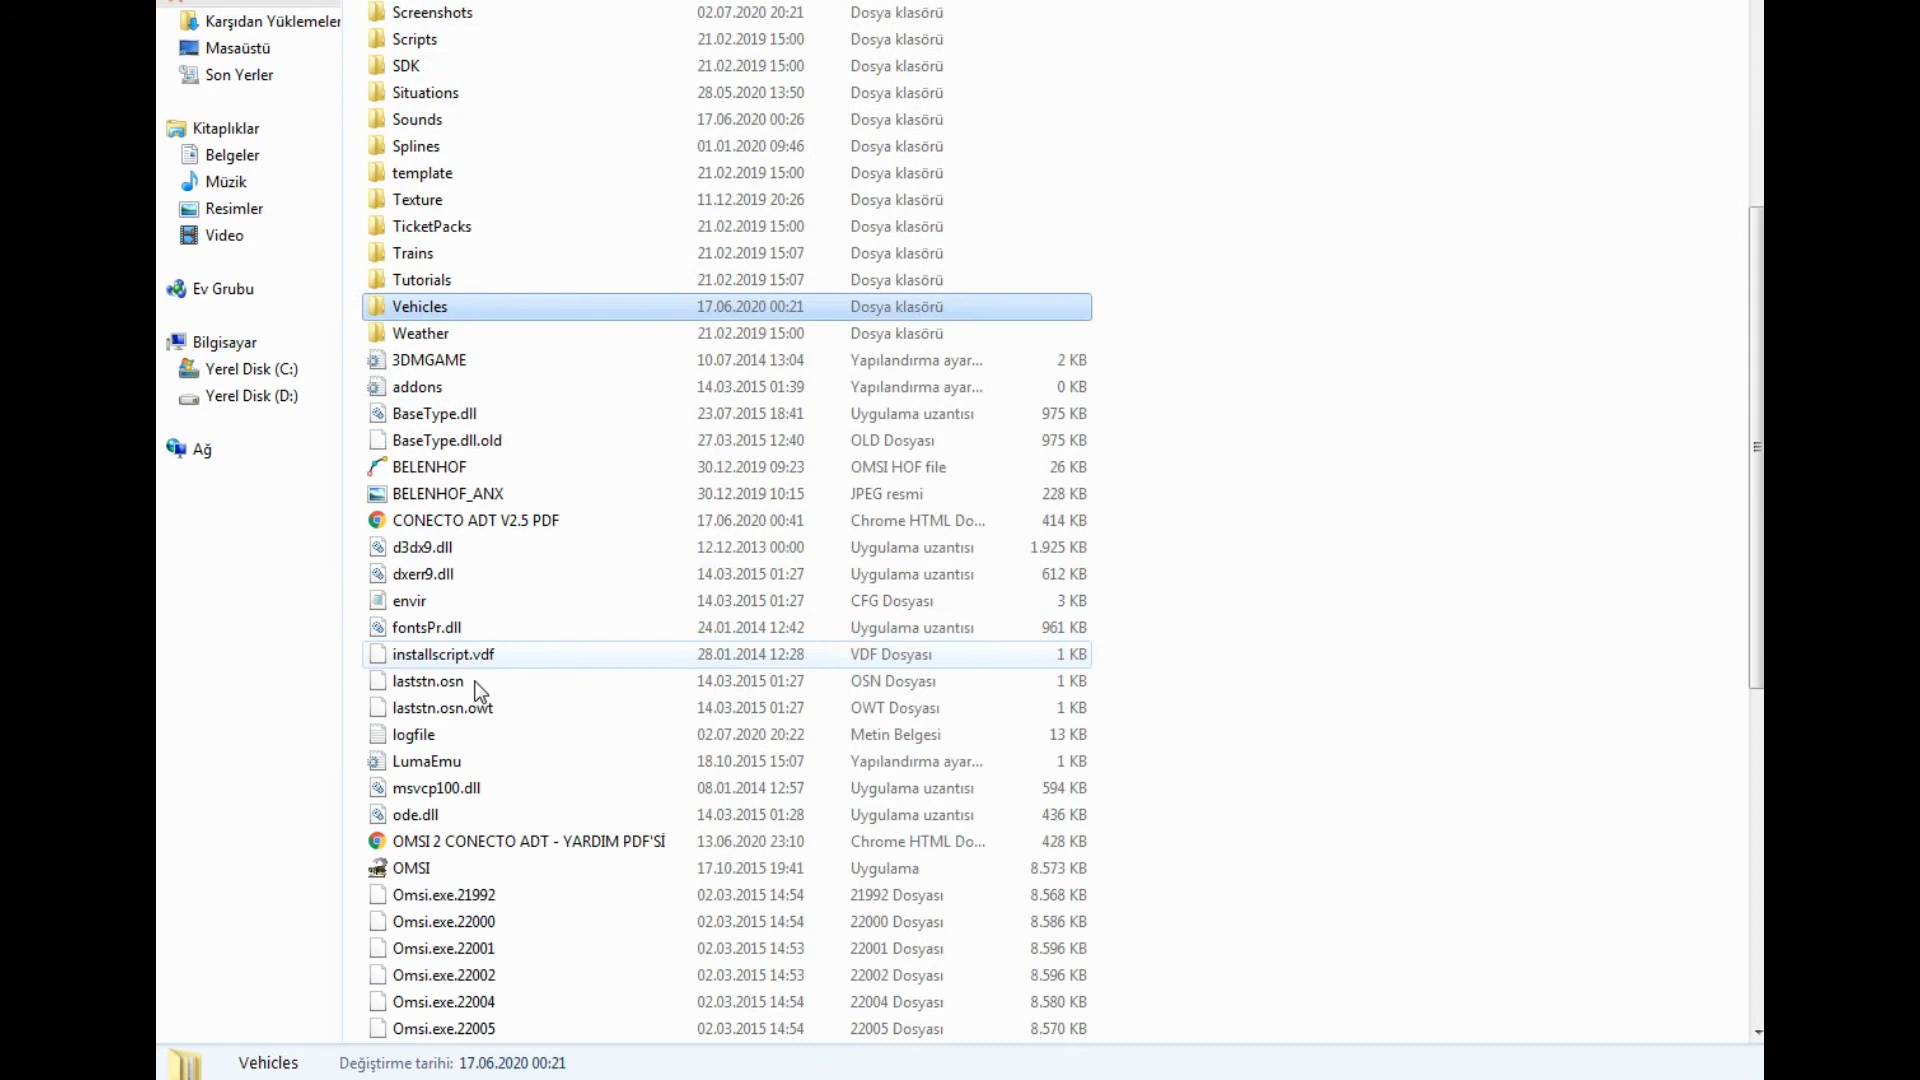 Karşıdan Yüklemeler
Masaüstü
Son Yerler
Kitaplıklar
Belgeler
Müzik
Resimler
Video
Ev Grubu
Bilgisayar
Yerel Disk (C:)
Yerel Disk (D:)
Ağ
Screenshots 02.07.2020 20:21 Dosya klasörü
Scripts 21.02.2019 15:00 Dosya klasörü
SDK 21.02.2019 15:00 Dosya klasörü
Situations 28.05.2020 13:50 Dosya klasörü
Sounds 17.06.2020 00:26 Dosya klasörü
Splines 01.01.2020 09:46 Dosya klasörü
template 21.02.2019 15:00 Dosya klasörü
Texture 11.12.2019 20:26 Dosya klasörü
TicketPacks 21.02.2019 15:00 Dosya klasörü
Trains 21.02.2019 15:07 Dosya klasörü
Tutorials 21.02.2019 15:07 Dosya klasörü
Vehicles 17.06.2020 00:21 Dosya klasörü
Weather 21.02.2019 15:00 Dosya klasörü
3DMGAME 10.07.2014 13:04 Yapılandırma ayar... 2 KB
addons 14.03.2015 01:39 Yapılandırma ayar... 0 KB
BaseType.dll 23.07.2015 18:41 Uygulama uzantısı 975 KB
BaseType.dll.old 27.03.2015 12:40 OLD Dosyası 975 KB
BELENHOF 30.12.2019 09:23 OMSI HOF file 26 KB
BELENHOF_ANX 30.12.2019 10:15 JPEG resmi 228 KB
CONECTO ADT V2.5 PDF 17.06.2020 00:41 Chrome HTML Do... 414 KB
d3dx9.dll 12.12.2013 00:00 Uygulama uzantısı 1.925 KB
dxerr9.dll 14.03.2015 01:27 Uygulama uzantısı 612 KB
envir 14.03.2015 01:27 CFG Dosyası 3 KB
fontsPr.dll 24.01.2014 12:42 Uygulama uzantısı 961 KB
installscript.vdf 28.01.2014 12:28 VDF Dosyası 1 KB
laststn.osn 14.03.2015 01:27 OSN Dosyası 1 KB
laststn.osn.owt 14.03.2015 01:27 OWT Dosyası 1 KB
logfile 02.07.2020 20:22 Metin Belgesi 13 KB
LumaEmu 18.10.2015 15:07 Yapılandırma ayar... 1 KB
msvcp100.dll 08.01.2014 12:57 Uygulama uzantısı 594 KB
ode.dll 14.03.2015 01:28 Uygulama uzantısı 436 KB
OMSI 2 CONECTO ADT - YARDIM PDF'Sİ 13.06.2020 23:10 Chrome HTML Do... 428 KB
OMSI 17.10.2015 19:41 Uygulama 8.573 KB
Omsi.exe.21992 02.03.2015 14:54 21992 Dosyası 8.568 KB
Omsi.exe.22000 02.03.2015 14:54 22000 Dosyası 8.586 KB
Omsi.exe.22001 02.03.2015 14:53 22001 Dosyası 8.596 KB
Omsi.exe.22002 02.03.2015 14:53 22002 Dosyası 8.596 KB
Omsi.exe.22004 02.03.2015 14:54 22004 Dosyası 8.580 KB
Omsi.exe.22005 02.03.2015 14:54 22005 Dosyası 8.570 KB
Vehicles Değiştirme tarihi: 17.06.2020 00:21